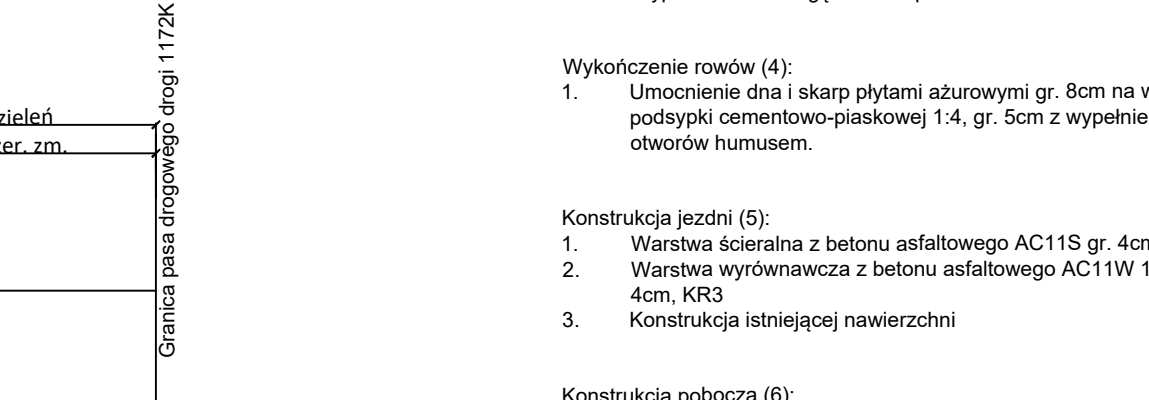 zieleń
zer. zm.
Granica pasa drogowego drogi 1172K
Wykończenie rowów (4):
1. Umocnienie dna i skarp płytami ażurowymi gr. 8cm na w
podsypki cementowo-piaskowej 1:4, gr. 5cm z wypełnie
otworów humusem.
Konstrukcja jezdni (5):
1. Warstwa ścieralna z betonu asfaltowego AC11S gr. 4cm
2. Warstwa wyrównawcza z betonu asfaltowego AC11W 1
4cm, KR3
3. Konstrukcja istniejącej nawierzchni
Konstrukcja pobocza (6):